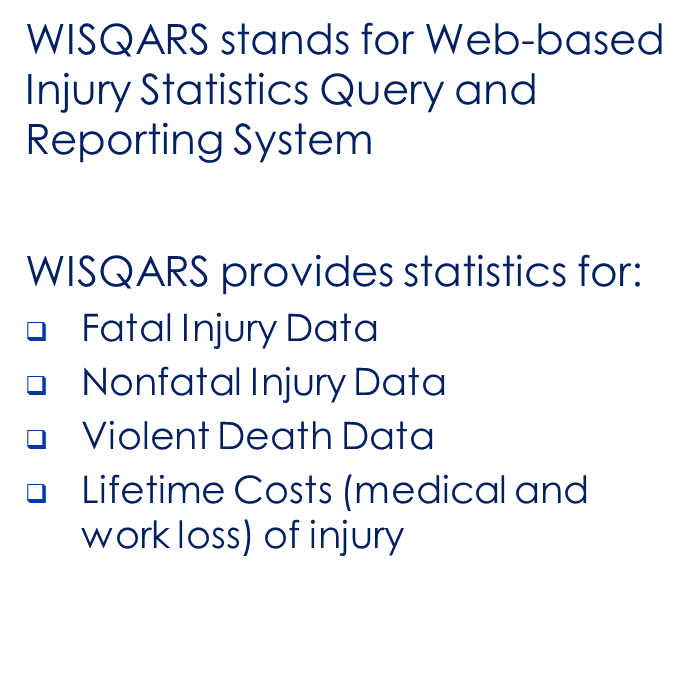 WISQARS stands for Web-based
Injury Statistics Query and
Reporting System
WISQARS provides statistics for:
Fatal Injury Data
Nonfatal Injury Data
Violent Death Data
Lifetime Costs (medical and
work loss) of injury